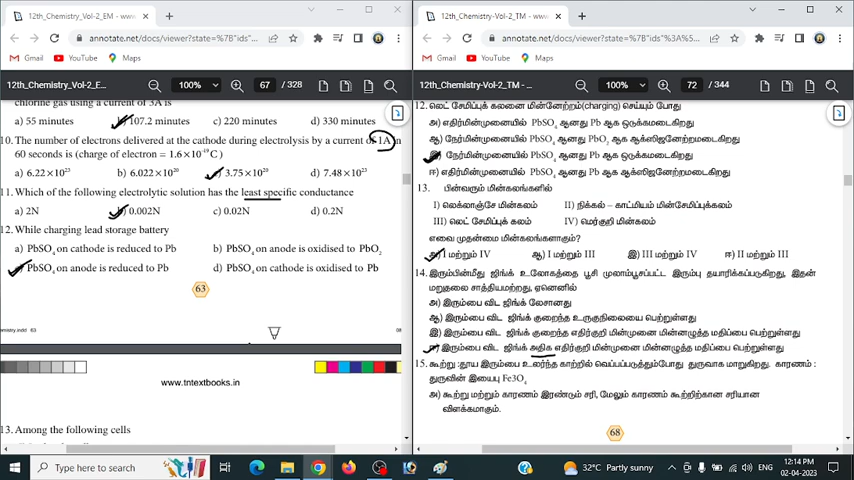 12th_Chemistry_Vol-2_EM - www
annotate.net/docs/viewer?state=%7B"ids"...
Gmail YouTube Maps
12th_Chemistry_Vol-2_E... 100% 67 / 328
chlorine gas using a current of 3A is
a) 55 minutes 107.2 minutes c) 220 minutes d) 330 minutes
10. The number of electrons delivered at the cathode during electrolysis by a current of 1A in
60 seconds is (charge of electron = 1.6×10⁻¹⁹C )
a) 6.22×10²³ b) 6.022×10²⁰ c) 3.75×10²⁰ d) 7.48×10²³
11. Which of the following electrolytic solution has the least specific conductance
a) 2N b) 0.002N c) 0.02N d) 0.2N
12. While charging lead storage battery
a) PbSO₄ on cathode is reduced to Pb b) PbSO₄ on anode is oxidised to PbO₂
PbSO₄ on anode is reduced to Pb d) PbSO₄ on cathode is oxidised to Pb
63
hemistry.indd 63
www.tntextbooks.in
13. Among the following cells
12th_Chemistry_Vol-2_TM - www
annotate.net/docs/viewer?state=%7B"ids"%3A%5...
Gmail YouTube Maps
12th_Chemistry_Vol-2_TM... 100% 72 / 344
12. லெட் சேமிப்புக் கலனை மின்னேற்றம்(charging) செய்யும் போது
அ) எதிர்மின்முனையில் PbSO₄ ஆனது Pb ஆக ஒடுக்கமடைகிறது
ஆ) நேர்மின்முனையில் PbSO₄ ஆனது PbO₂ ஆக ஆக்ஸிஜனேற்றமடைகிறது
நேர்மின்முனையில் PbSO₄ ஆனது Pb ஆக ஒடுக்கமடைகிறது
ஈ) எதிர்மின்முனையில் PbSO₄ ஆனது Pb ஆக ஆக்ஸிஜனேற்றமடைகிறது
13. பின்வரும் மின்கலங்களில்
I) லெக்லாஞ்சே மின்கலம் II) நிக்கல் – காட்மியம் மின்சேமிப்புக்கலம்
III) லெட் சேமிப்புக் கலம் IV) மெர்குறி மின்கலம்
எவை முதன்மை மின்கலங்களாகும்?
அ) I மற்றும் IV ஆ) I மற்றும் III இ) III மற்றும் IV ஈ) II மற்றும் III
14. இரும்பின்மீது ஜிங்க் உலோகத்தை பூசி முலாம்பூசப்பட்ட இரும்பு தயாரிக்கப்படுகிறது, இதன்
மறுதலை சாத்தியமற்றது, ஏனெனில்
அ) இரும்பை விட ஜிங்க் லேசானது
ஆ) இரும்பை விட ஜிங்க் குறைந்த உருகுநிலையை பெற்றுள்ளது
இ) இரும்பை விட ஜிங்க் குறைந்த எதிர்குறி மின்முனை மின்னழுத்த மதிப்பை பெற்றுள்ளது
ஈ) இரும்பை விட ஜிங்க் அதிக எதிர்குறி மின்முனை மின்னழுத்த மதிப்பை பெற்றுள்ளது
15. கூற்று :தூய இரும்பை உலர்ந்த காற்றில் வெப்பப்படுத்தும்போது துருவாக மாறுகிறது. காரணம் :
துருவின் இயைபு Fe3O₄
அ) கூற்று மற்றும் காரணம் இரண்டும் சரி, மேலும் காரணம் கூற்றிற்கான சரியான
விளக்கமாகும்.
68
Type here to search
32°C Partly sunny ENG 12:14 PM
02-04-2023